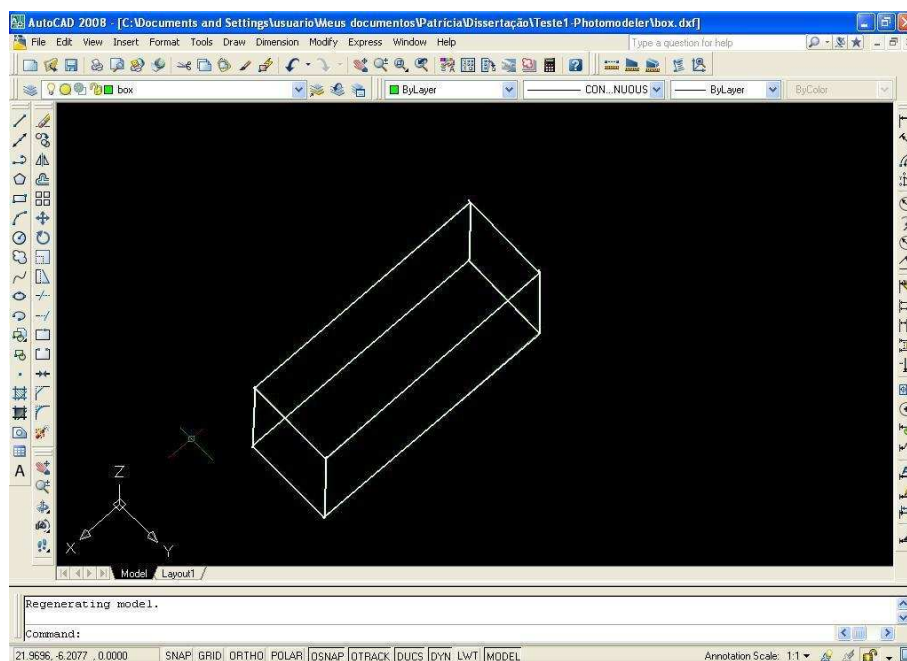 AutoCAD 2008 - [C:\Documents and Settings\usuario\Meus documentos\Patrícia\Dissertação\Teste1-Photomodeler\box.dxf]
File Edit View Insert Format Tools Draw Dimension Modify Express Window Help Type a question for help
box ByLayer CON...NUOUS ByLayer ByColor
Z
X Y
Model Layout1
Regenerating model.
Command:
21.9696, -6.2077 , 0.0000 SNAP GRID ORTHO POLAR OSNAP OTRACK DUCS DYN LWT MODEL Annotation Scale: 1:1